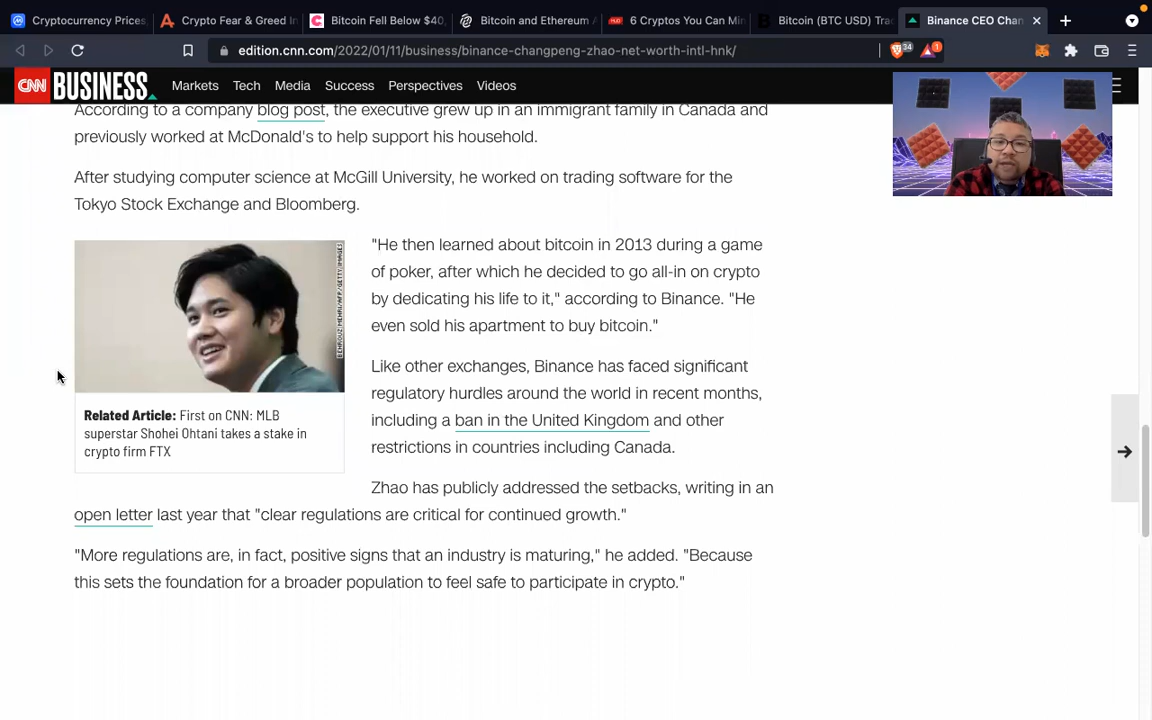 Cryptocurrency Prices,
Crypto Fear & Greed In
Bitcoin Fell Below $40,
Bitcoin and Ethereum A
6 Cryptos You Can Min
Bitcoin (BTC USD) Trad
Binance CEO Chan
edition.cnn.com/2022/01/11/business/binance-changpeng-zhao-net-worth-intl-hnk/
34
1
CNN BUSINESS Markets Tech Media Success Perspectives Videos
According to a company blog post, the executive grew up in an immigrant family in Canada and
previously worked at McDonald's to help support his household.
After studying computer science at McGill University, he worked on trading software for the
Tokyo Stock Exchange and Bloomberg.
BEHROUZ MEHRI/AFP/GETTY IMAGES
Related Article: First on CNN: MLB
superstar Shohei Ohtani takes a stake in
crypto firm FTX
"He then learned about bitcoin in 2013 during a game
of poker, after which he decided to go all-in on crypto
by dedicating his life to it," according to Binance. "He
even sold his apartment to buy bitcoin."
Like other exchanges, Binance has faced significant
regulatory hurdles around the world in recent months,
including a ban in the United Kingdom and other
restrictions in countries including Canada.
Zhao has publicly addressed the setbacks, writing in an
open letter last year that "clear regulations are critical for continued growth."
"More regulations are, in fact, positive signs that an industry is maturing," he added. "Because
this sets the foundation for a broader population to feel safe to participate in crypto."